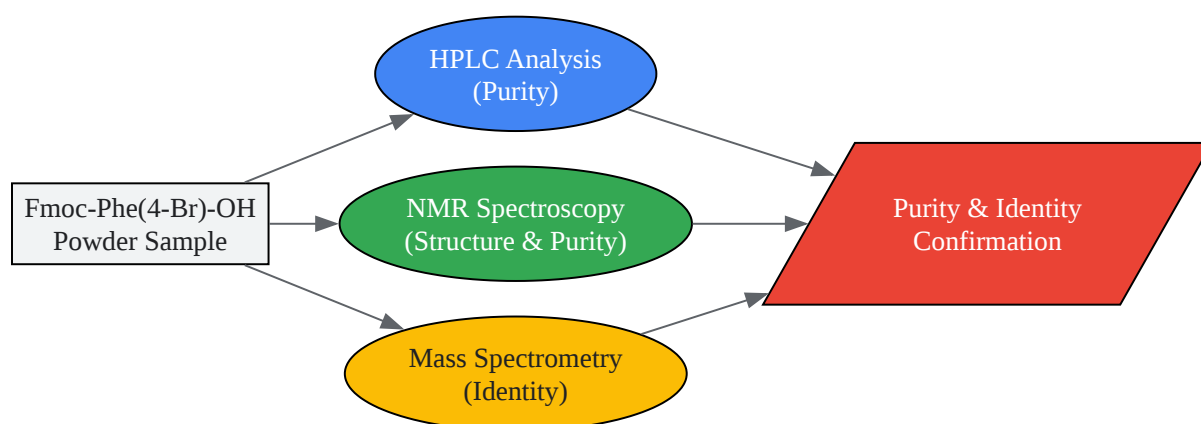 HPLC Analysis
(Purity)
Fmoc-Phe(4-Br)-OH
Powder Sample
NMR Spectroscopy
(Structure & Purity)
Purity & Identity
Confirmation
Mass Spectrometry
(Identity)